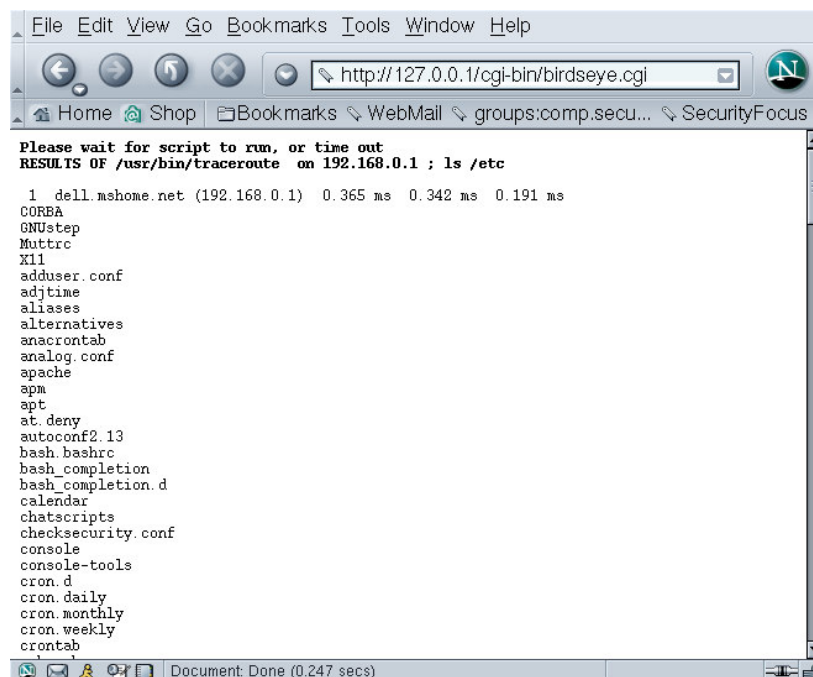 File Edit View Go Bookmarks Tools Window Help
http://127.0.0.1/cgi-bin/birdseye.cgi
N
Home Shop Bookmarks WebMail groups:comp.secu... SecurityFocus
Please wait for script to run, or time out
RESULTS OF /usr/bin/traceroute on 192.168.0.1 ; ls /etc
1 dell.mshome.net (192.168.0.1) 0.365 ms 0.342 ms 0.191 ms
CORBA
GNUstep
Muttrc
X11
adduser.conf
adjtime
aliases
alternatives
anacrontab
analog.conf
apache
apm
apt
at.deny
autoconf2.13
bash.bashrc
bash_completion
bash_completion.d
calendar
chatscripts
checksecurity.conf
console
console-tools
cron.d
cron.daily
cron.monthly
cron.weekly
crontab
Document: Done (0.247 secs)